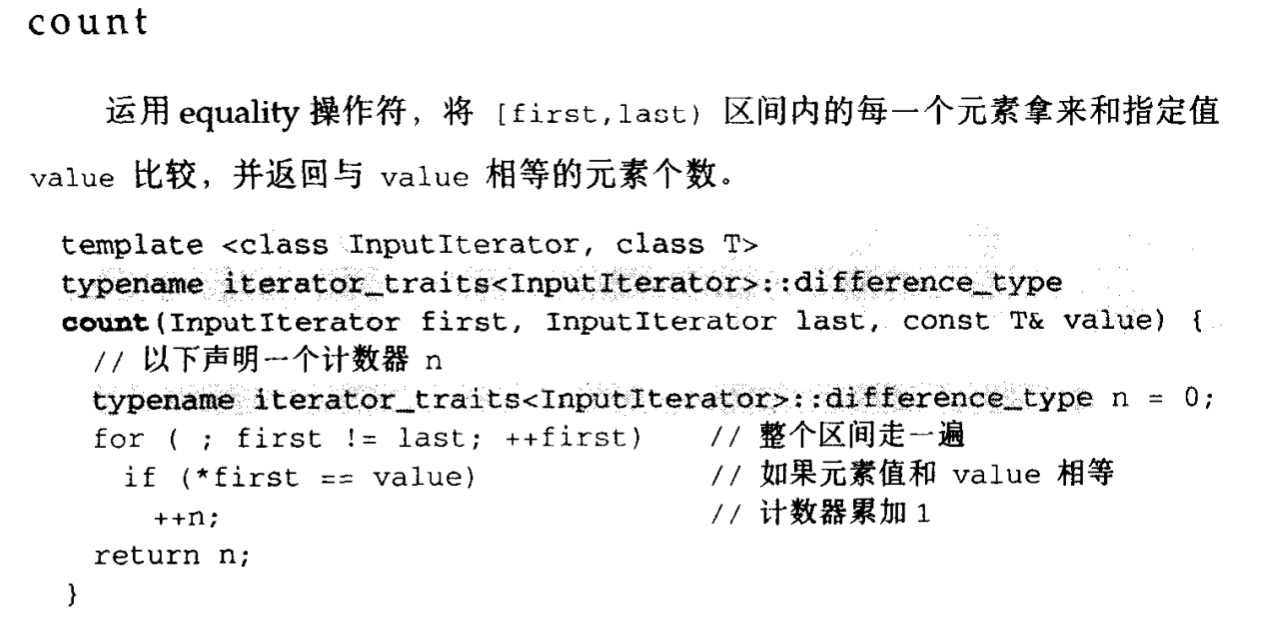 count
运用 equality 操作符，将 [first,last) 区间内的每一个元素拿来和指定值
value 比较，并返回与 value 相等的元素个数。
template <class InputIterator, class T>
typename iterator_traits<InputIterator>::difference_type
count(InputIterator first, InputIterator last, const T& value) {
// 以下声明一个计数器 n
typename iterator_traits<InputIterator>::difference_type n = 0;
for ( ; first != last; ++first) // 整个区间走一遍
if (*first == value) // 如果元素值和 value 相等
++n; // 计数器累加 1
return n;
}